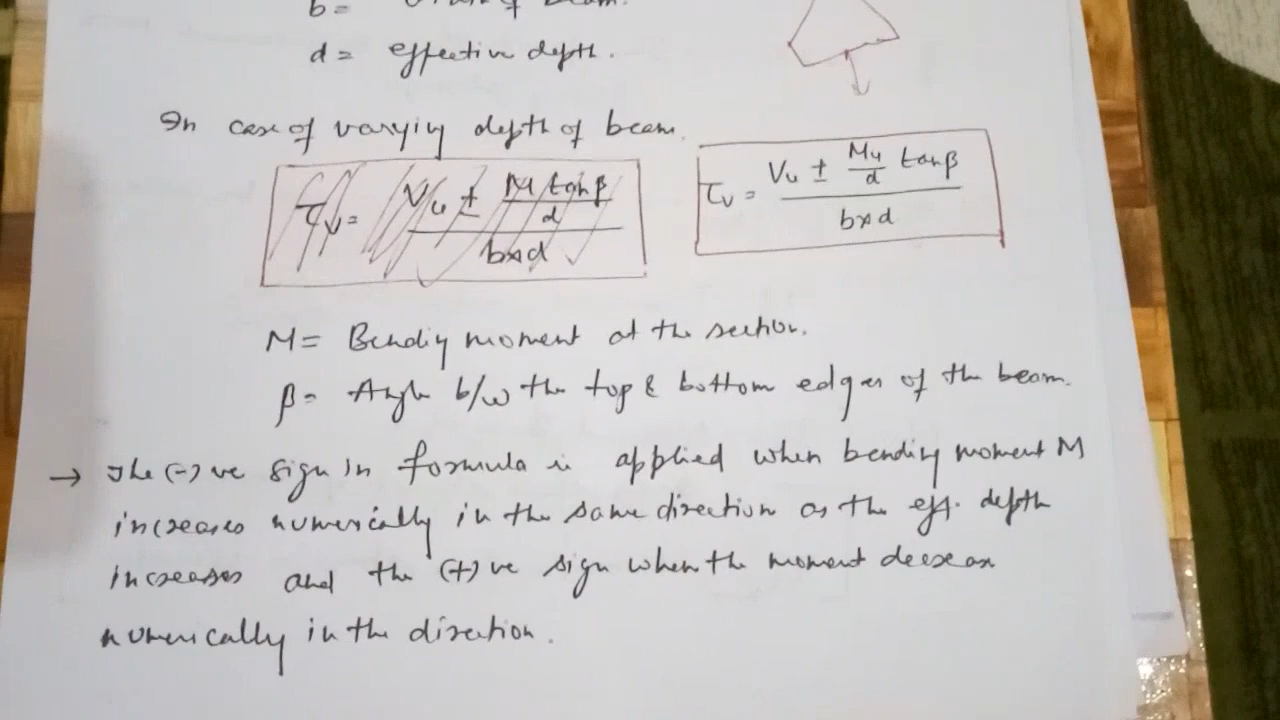 b =
d = effective depth.
In case of varying depth of beam.
τv = Vu ± M tanβ / d / b×d
τv = Vu ± Mu/d tanβ / b×d
M = Bending moment at the section.
β = Angle b/w the top & bottom edges of the beam.
→ The (-)ve sign in formula is applied when bending moment M
increases numerically in the same direction as the eff. depth
increases and the (+)ve sign when the moment
numerically in the direction.